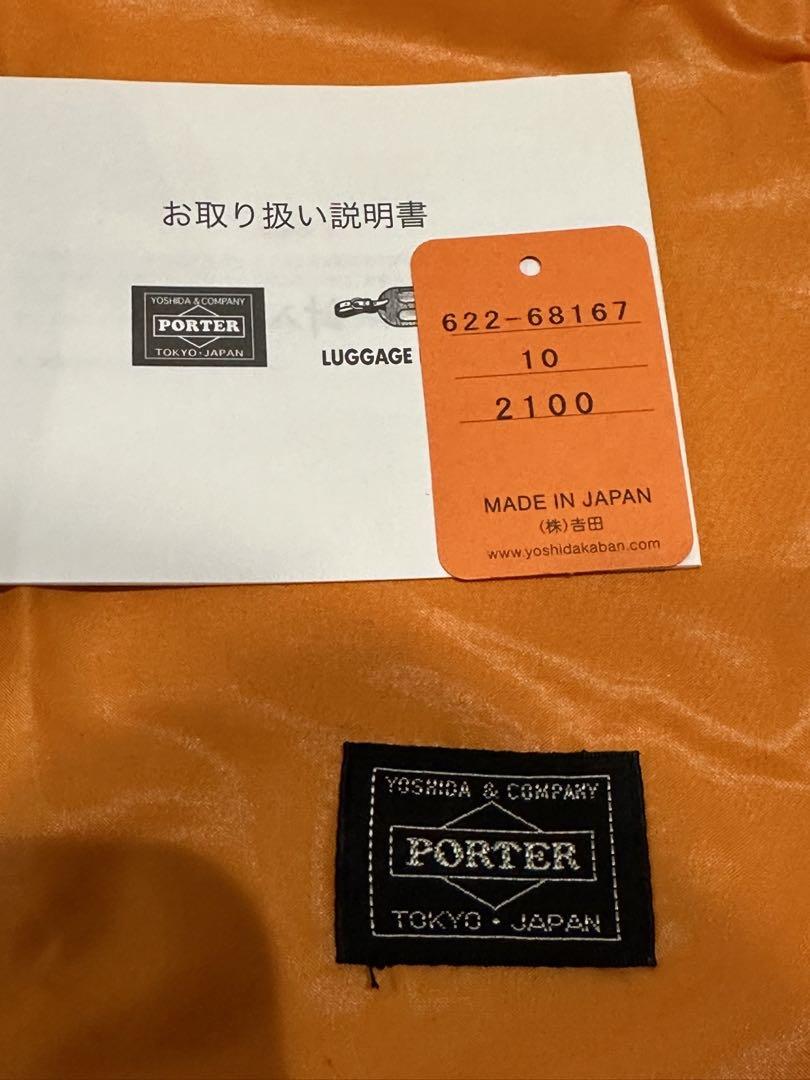 お取り扱い説明書
YOSHIDA & COMPANY
PORTER
TOKYO・JAPAN
LUGGAGE
622-68167
10
2100
MADE IN JAPAN
(株)𠮷田
www.yoshidakaban.com
YOSHIDA & COMPANY
PORTER
TOKYO・JAPAN